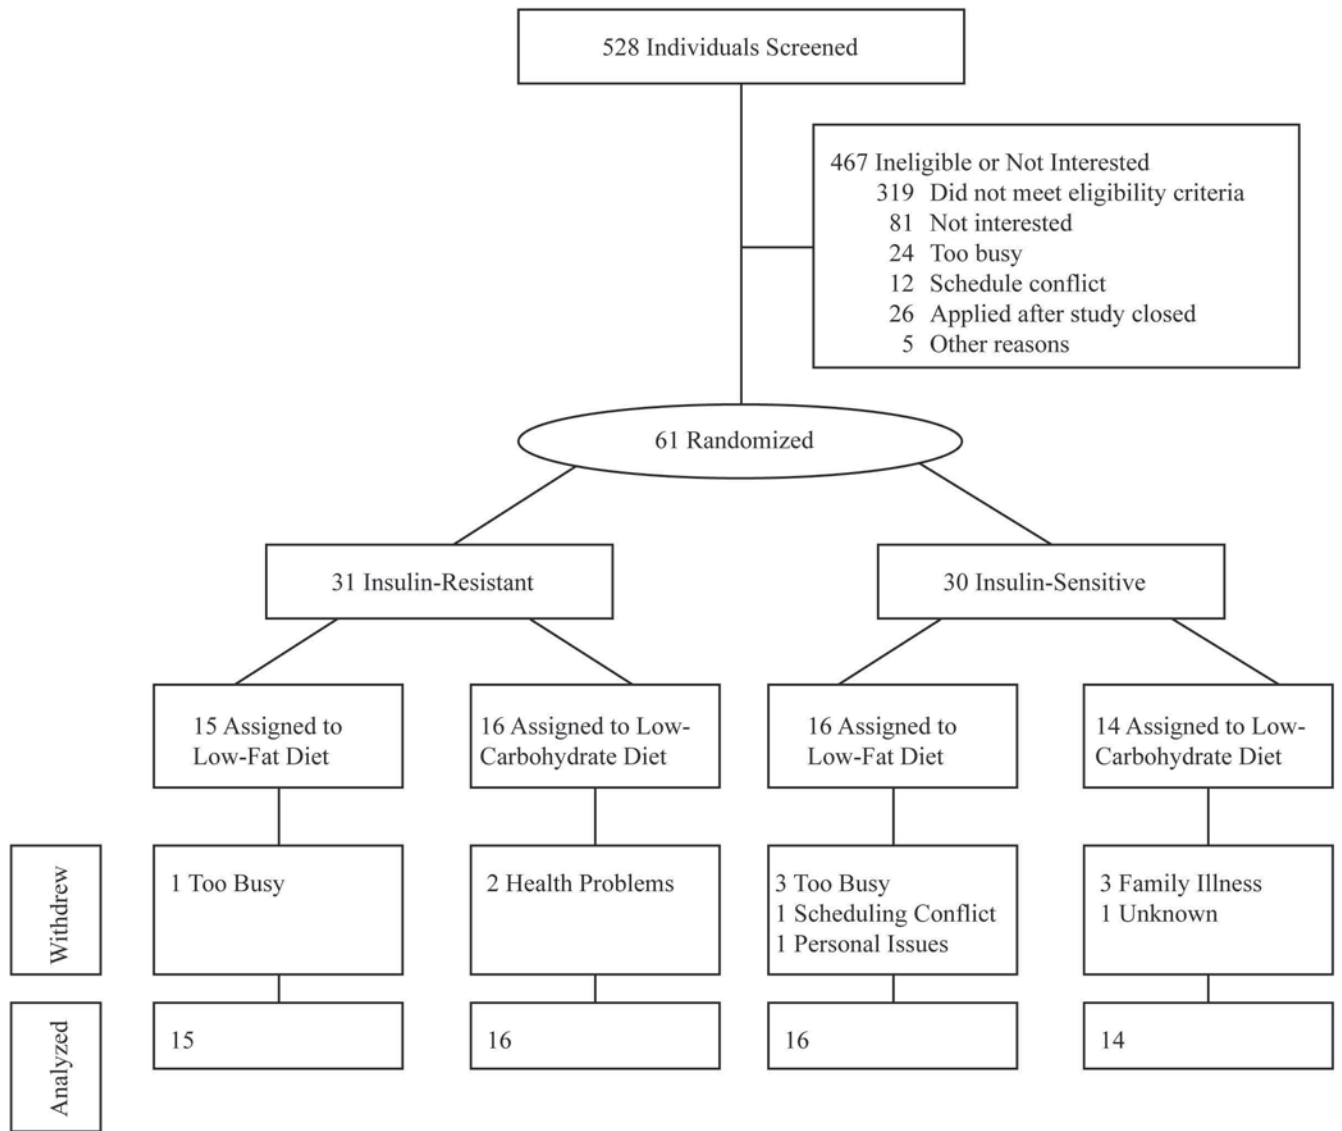 528 Individuals Screened
467 Ineligible or Not Interested
319 Did not meet eligibility criteria
81 Not interested
24 Too busy
12 Schedule conflict
26 Applied after study closed
5 Other reasons
61 Randomized
31 Insulin-Resistant
30 Insulin-Sensitive
15 Assigned to
Low-Fat Diet
16 Assigned to Low-
Carbohydrate Diet
16 Assigned to
Low-Fat Diet
14 Assigned to Low-
Carbohydrate Diet
Withdrew
1 Too Busy
2 Health Problems
3 Too Busy
1 Scheduling Conflict
1 Personal Issues
3 Family Illness
1 Unknown
Analyzed
15
16
16
14